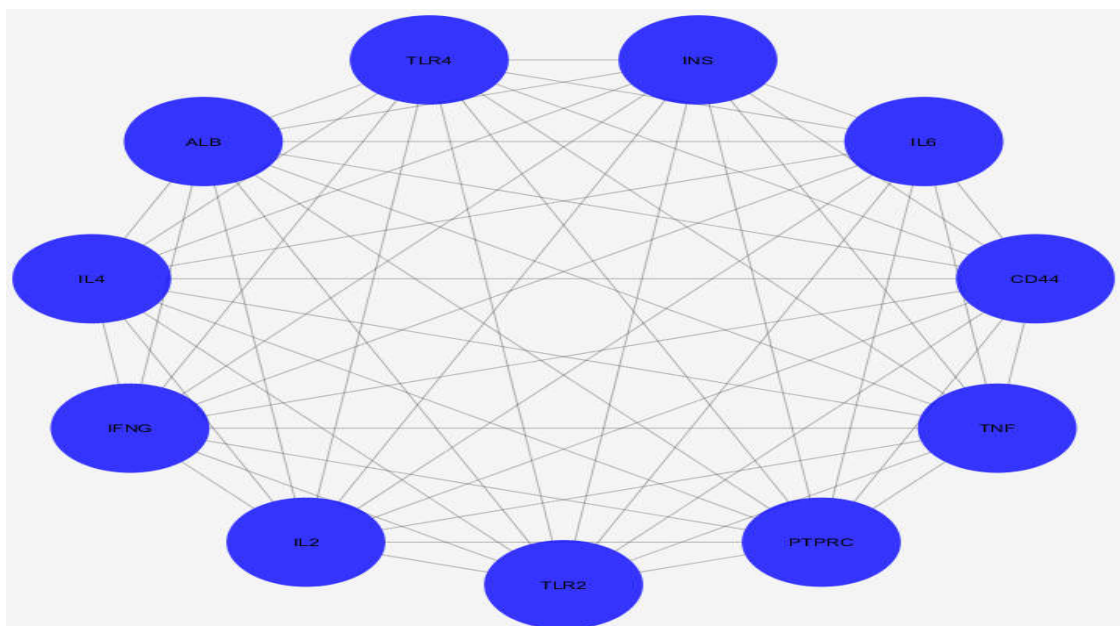 TLR4
INS
ALB
IL6
IL4
CD44
IFNG
TNF
IL2
PTPRC
TLR2